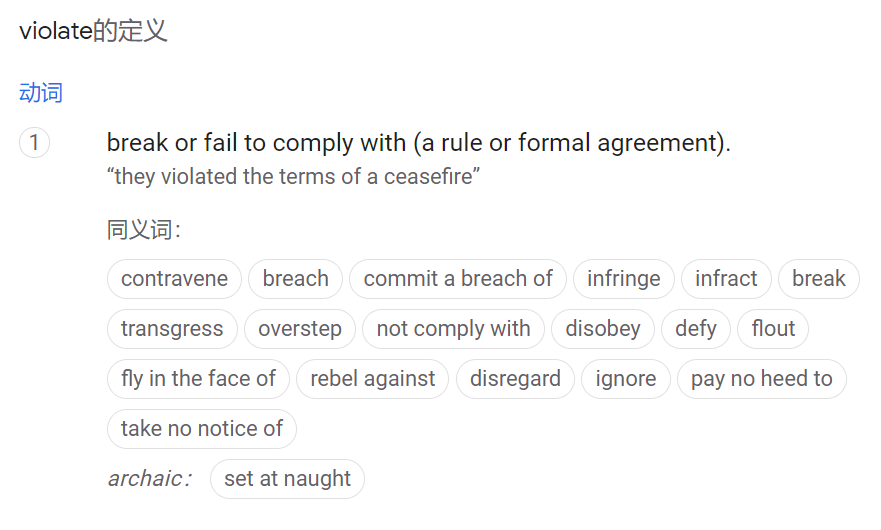 violate的定义
动词
1 break or fail to comply with (a rule or formal agreement).
“they violated the terms of a ceasefire”
同义词：
contravene breach commit a breach of infringe infract break
transgress overstep not comply with disobey defy flout
fly in the face of rebel against disregard ignore pay no heed to
take no notice of
archaic： set at naught